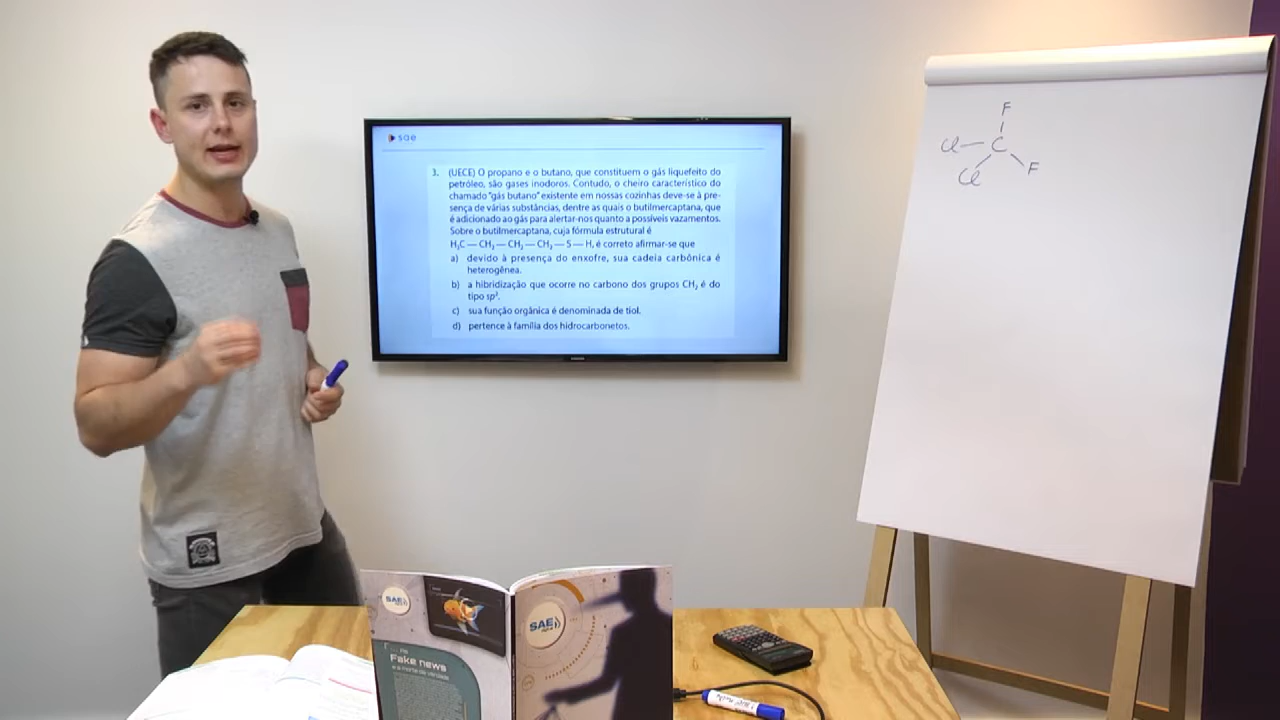 sae
3. (UECE) O propano e o butano, que constituem o gás liquefeito do
petróleo, são gases inodoros. Contudo, o cheiro característico do
chamado "gás butano" existente em nossas cozinhas deve-se à pre-
sença de várias substâncias, dentre as quais o butilmercaptana, que
é adicionado ao gás para alertar-nos quanto a possíveis vazamentos.
Sobre o butilmercaptana, cuja fórmula estrutural é
H₃C — CH₂ — CH₂ — CH₂ — S — H, é correto afirmar-se que
a) devido à presença do enxofre, sua cadeia carbônica é
heterogênea.
b) a hibridização que ocorre no carbono dos grupos CH₂ é do
tipo sp².
c) sua função orgânica é denominada de tiol.
d) pertence à família dos hidrocarbonetos.
F
Cl — C
Cl F
SAE
Fake news
e a morte da verdade
SAE